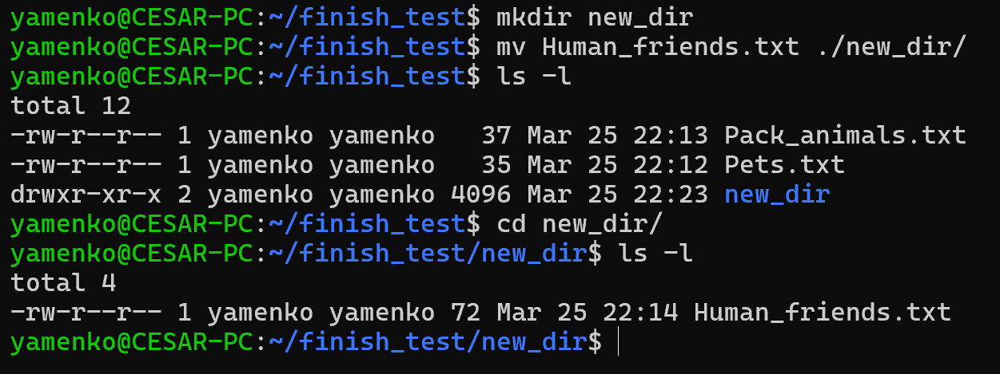 yamenko@CESAR-PC:~/finish_test$ mkdir new_dir
yamenko@CESAR-PC:~/finish_test$ mv Human_friends.txt ./new_dir/
yamenko@CESAR-PC:~/finish_test$ ls -l
total 12
-rw-r--r-- 1 yamenko yamenko   37 Mar 25 22:13 Pack_animals.txt
-rw-r--r-- 1 yamenko yamenko   35 Mar 25 22:12 Pets.txt
drwxr-xr-x 2 yamenko yamenko 4096 Mar 25 22:23 new_dir
yamenko@CESAR-PC:~/finish_test$ cd new_dir/
yamenko@CESAR-PC:~/finish_test/new_dir$ ls -l
total 4
-rw-r--r-- 1 yamenko yamenko 72 Mar 25 22:14 Human_friends.txt
yamenko@CESAR-PC:~/finish_test/new_dir$